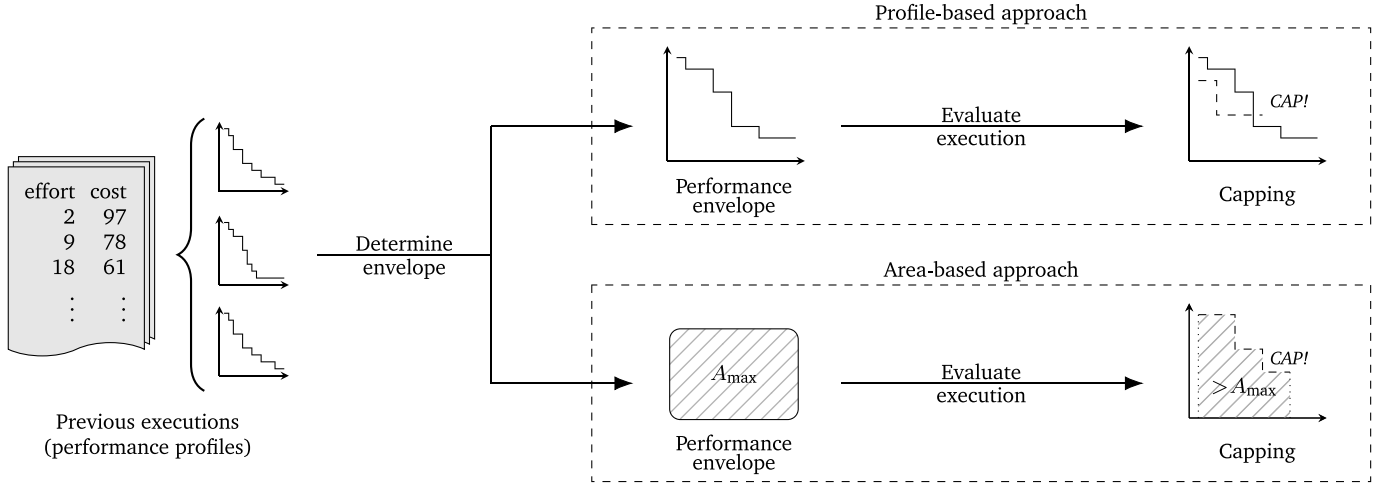 effort cost
2 97
9 78
18 61
⋮ ⋮
Previous executions
(performance profiles)
Determine
envelope
Profile-based approach
Performance
envelope
Evaluate
execution
CAP!
Capping
Area-based approach
A_max
Performance
envelope
Evaluate
execution
CAP!
> A_max
Capping